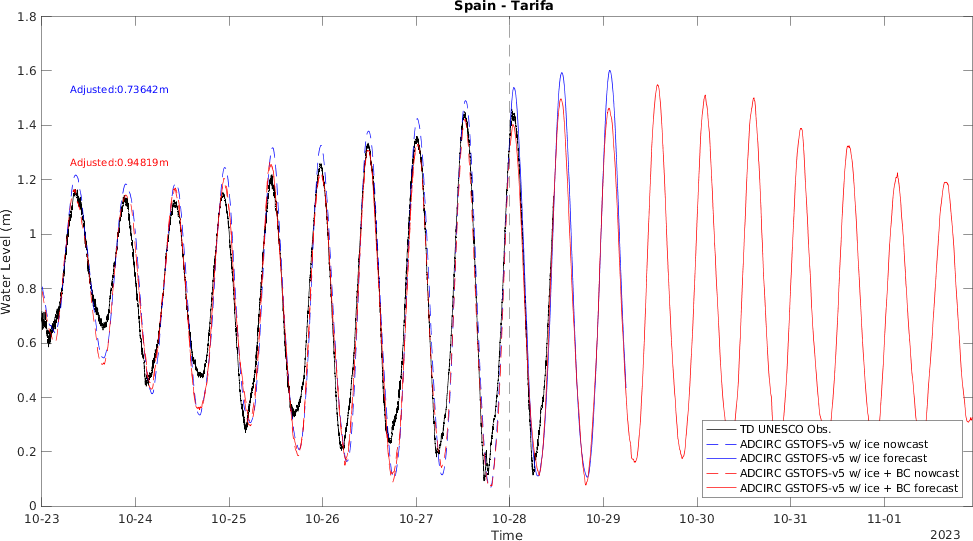 Spain - Tarifa
1.8
1.6
1.4
1.2
1
0.8
0.6
0.4
0.2
0
Water Level (m)
Adjusted:0.73642m
Adjusted:0.94819m
TD UNESCO Obs.
ADCIRC GSTOFS-v5 w/ ice nowcast
ADCIRC GSTOFS-v5 w/ ice forecast
ADCIRC GSTOFS-v5 w/ ice + BC nowcast
ADCIRC GSTOFS-v5 w/ ice + BC forecast
10-23 10-24 10-25 10-26 10-27 10-28 10-29 10-30 10-31 11-01
Time
2023